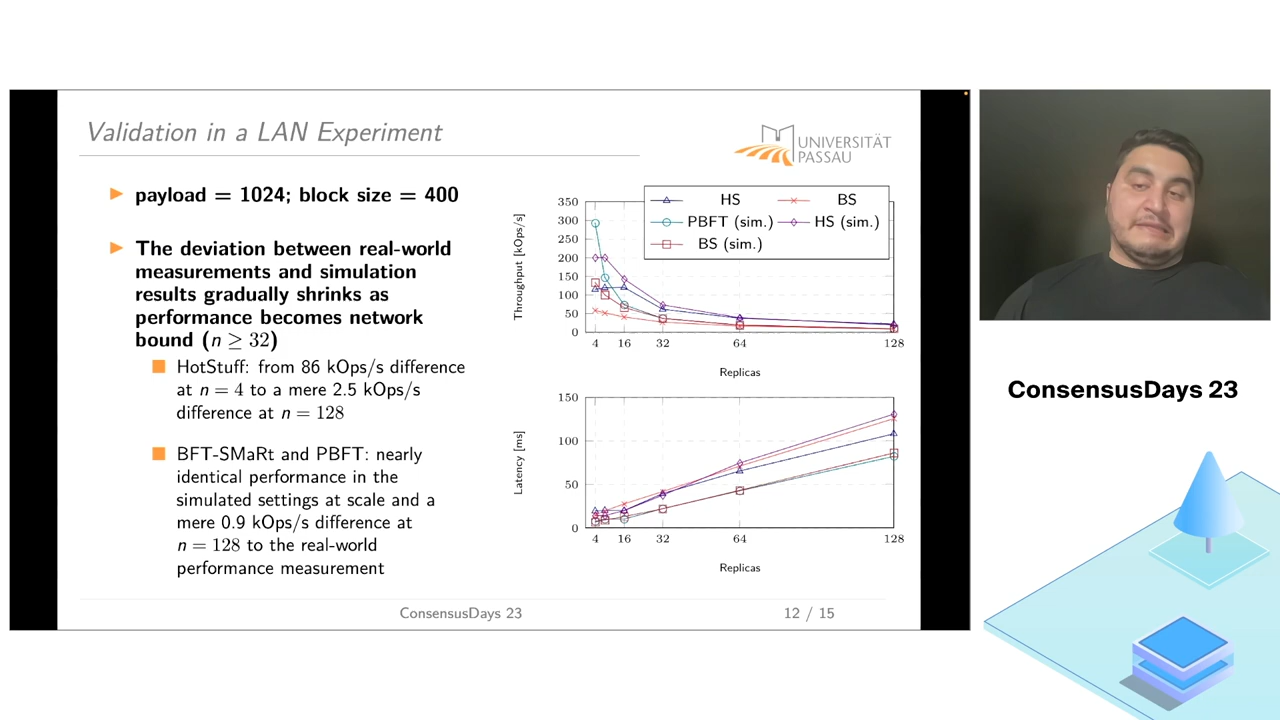 Validation in a LAN Experiment
UNIVERSITÄT
PASSAU
payload = 1024; block size = 400
The deviation between real-world
measurements and simulation
results gradually shrinks as
performance becomes network
bound (n ≥ 32)
HotStuff: from 86 kOps/s difference
at n = 4 to a mere 2.5 kOps/s
difference at n = 128
BFT-SMaRt and PBFT: nearly
identical performance in the
simulated settings at scale and a
mere 0.9 kOps/s difference at
n = 128 to the real-world
performance measurement
HS BS
PBFT (sim.) HS (sim.)
BS (sim.)
Throughput [kOps/s]
350
300
250
200
150
100
50
0
4 16 32 64 128
Replicas
Latency [ms]
150
100
50
0
4 16 32 64 128
Replicas
ConsensusDays 23
12 / 15
ConsensusDays 23